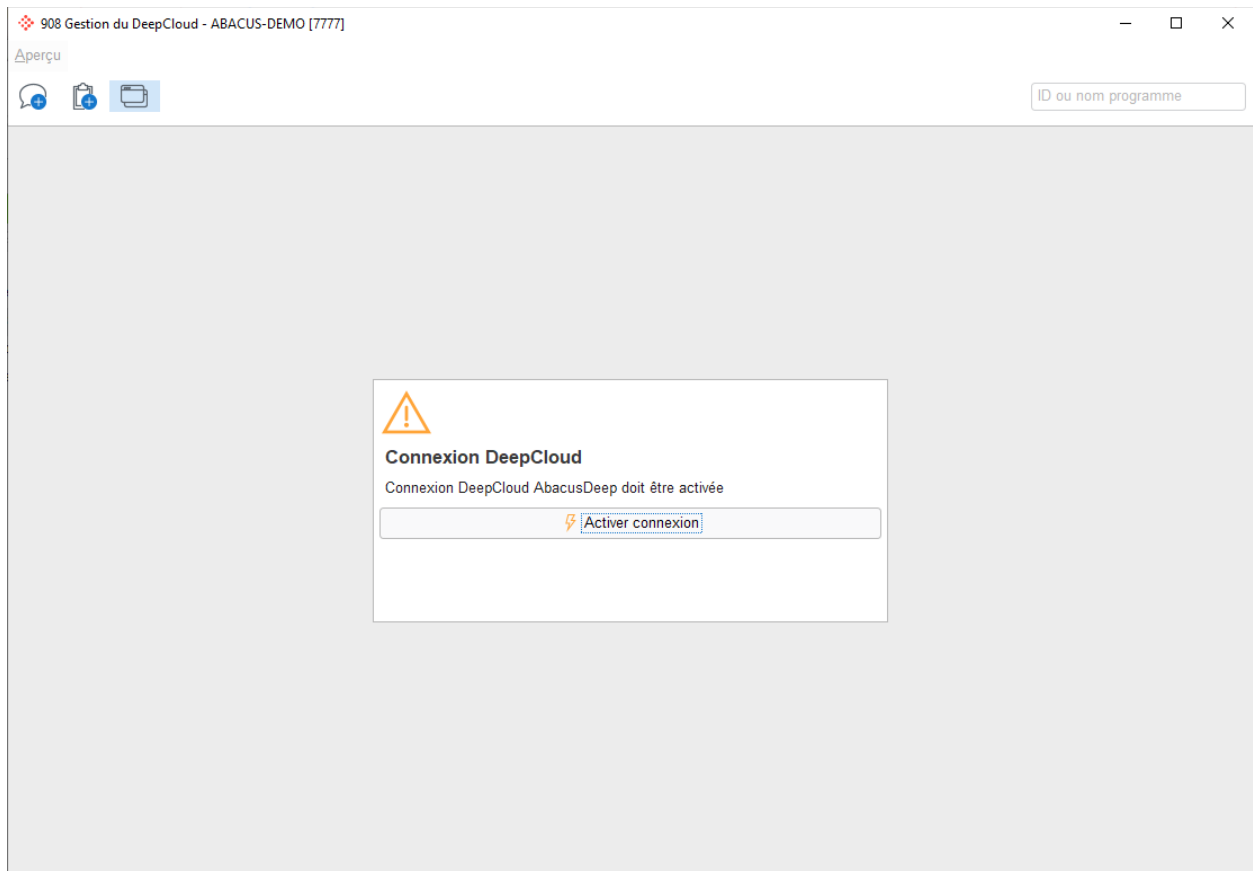 908 Gestion du DeepCloud - ABACUS-DEMO [7777]
Aperçu
ID ou nom programme
Connexion DeepCloud
Connexion DeepCloud AbacusDeep doit être activée
Activer connexion